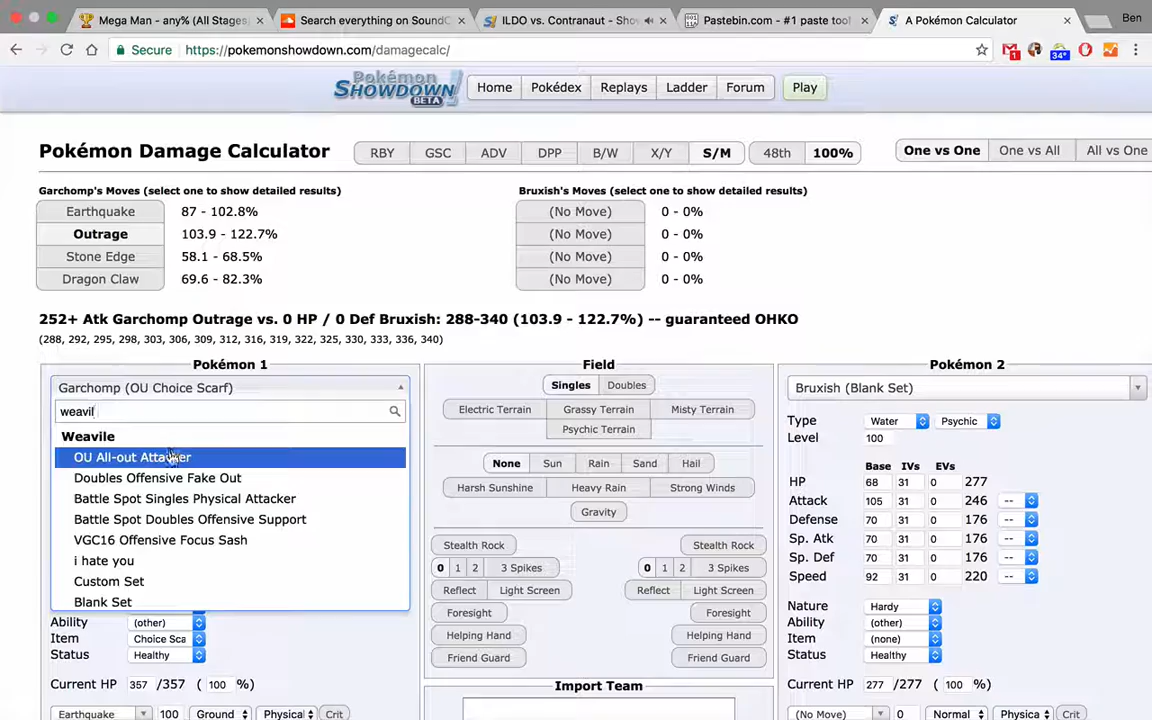 Mega Man - any% (All Stages)
Search everything on SoundC
ILDO vs. Contranaut - Show
Pastebin.com - #1 paste tool
A Pokémon Calculator
Ben
Secure
https://pokemonshowdown.com/damagecalc/
1
34°
Pokémon SHOWDOWN! BETA
Home Pokédex Replays Ladder Forum Play
Pokémon Damage Calculator
RBY GSC ADV DPP B/W X/Y S/M 48th 100% One vs One One vs All All vs One
Garchomp's Moves (select one to show detailed results)
Bruxish's Moves (select one to show detailed results)
Earthquake 87 - 102.8% (No Move) 0 - 0%
Outrage 103.9 - 122.7% (No Move) 0 - 0%
Stone Edge 58.1 - 68.5% (No Move) 0 - 0%
Dragon Claw 69.6 - 82.3% (No Move) 0 - 0%
252+ Atk Garchomp Outrage vs. 0 HP / 0 Def Bruxish: 288-340 (103.9 - 122.7%) -- guaranteed OHKO
(288, 292, 295, 298, 303, 306, 309, 312, 316, 319, 322, 325, 330, 333, 336, 340)
Pokémon 1
Garchomp (OU Choice Scarf)
weavil
Weavile
OU All-out Attacker
Doubles Offensive Fake Out
Battle Spot Singles Physical Attacker
Battle Spot Doubles Offensive Support
VGC16 Offensive Focus Sash
i hate you
Custom Set
Blank Set
Ability (other)
Item Choice Sca
Status Healthy
Current HP 357 /357 ( 100 %)
Earthquake 100 Ground Physical Crit
Field
Singles Doubles
Electric Terrain Grassy Terrain Misty Terrain
Psychic Terrain
None Sun Rain Sand Hail
Harsh Sunshine Heavy Rain Strong Winds
Gravity
Stealth Rock Stealth Rock
0 1 2 3 Spikes 0 1 2 3 Spikes
Reflect Light Screen Reflect Light Screen
Foresight Foresight
Helping Hand Helping Hand
Friend Guard Friend Guard
Import Team
Pokémon 2
Bruxish (Blank Set)
Type Water Psychic
Level 100
Base IVs EVs
HP 68 31 0 277
Attack 105 31 0 246 --
Defense 70 31 0 176 --
Sp. Atk 70 31 0 176 --
Sp. Def 70 31 0 176 --
Speed 92 31 0 220 --
Nature Hardy
Ability (other)
Item (none)
Status Healthy
Current HP 277 /277 ( 100 %)
(No Move) 0 Normal Physica Crit